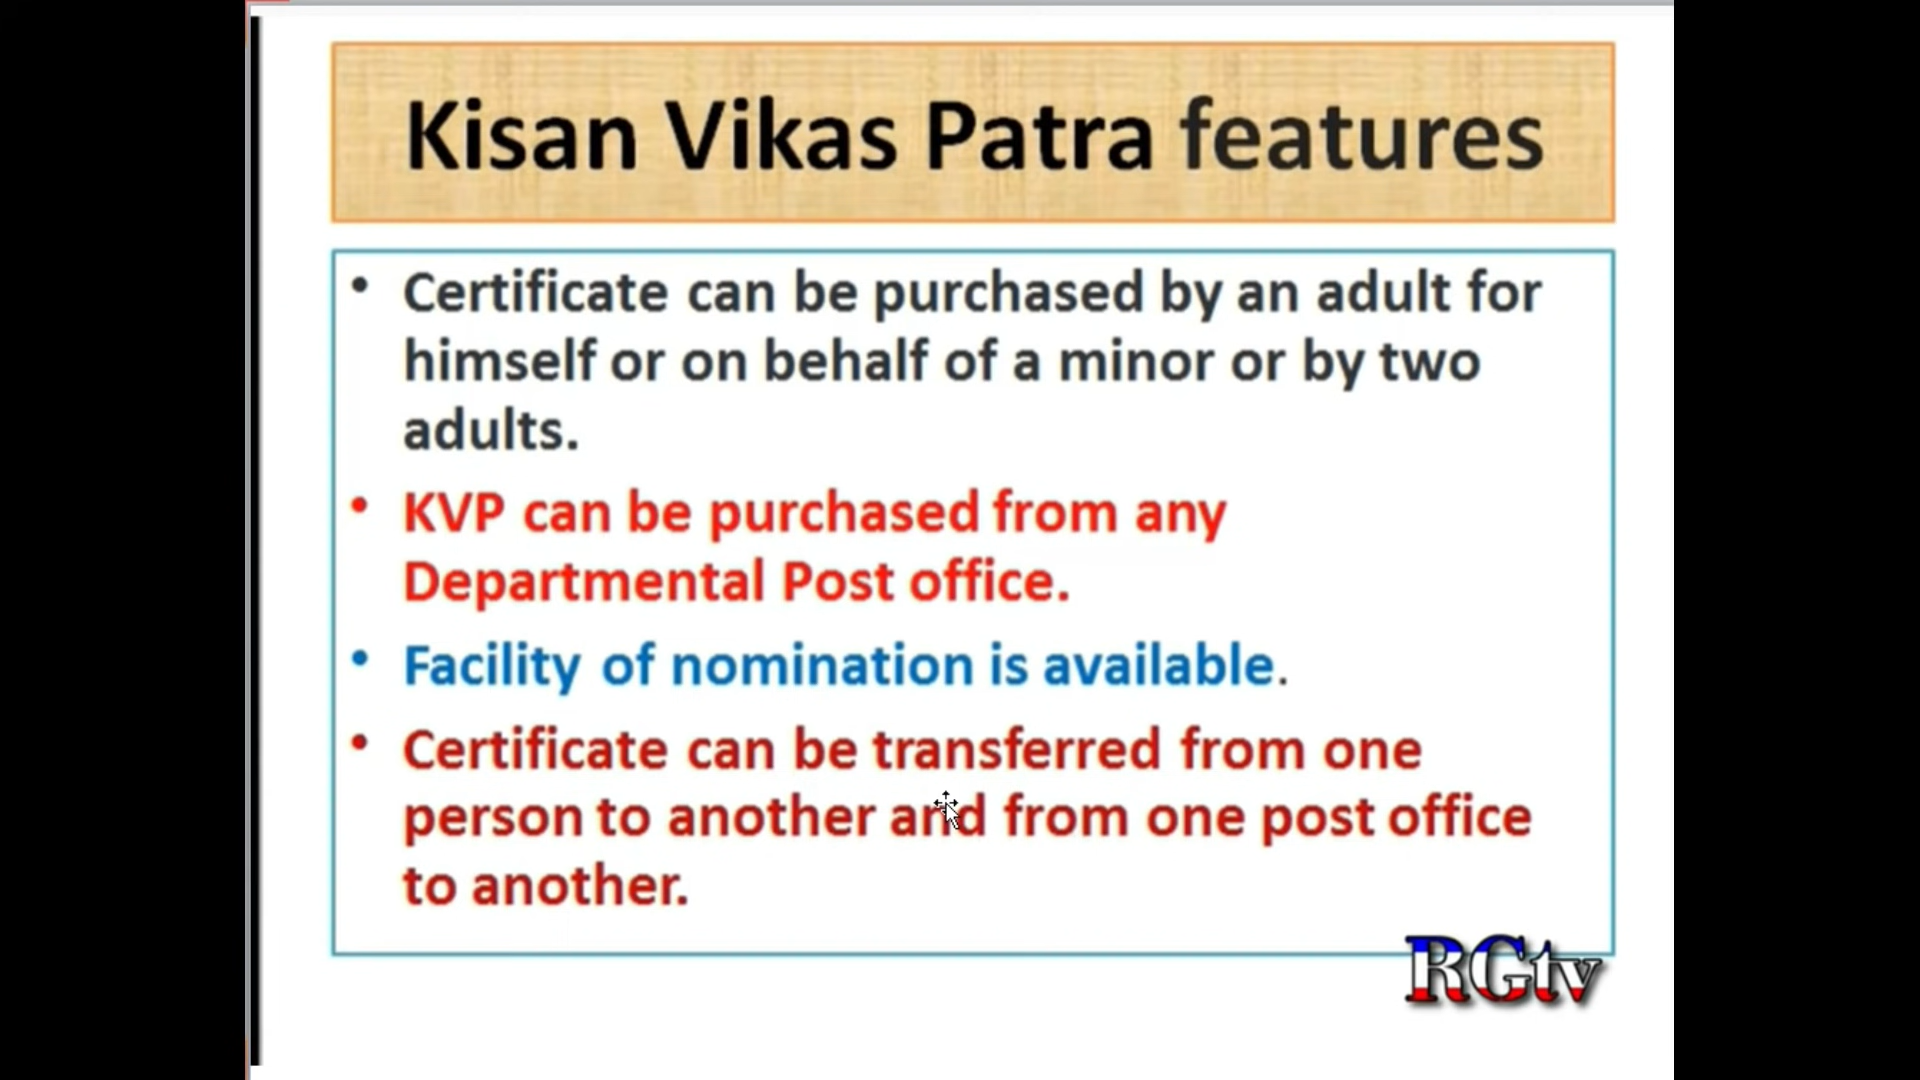 Kisan Vikas Patra features
• Certificate can be purchased by an adult for
himself or on behalf of a minor or by two
adults.
• KVP can be purchased from any
Departmental Post office.
• Facility of nomination is available.
• Certificate can be transferred from one
person to another and from one post office
to another.
RGtv